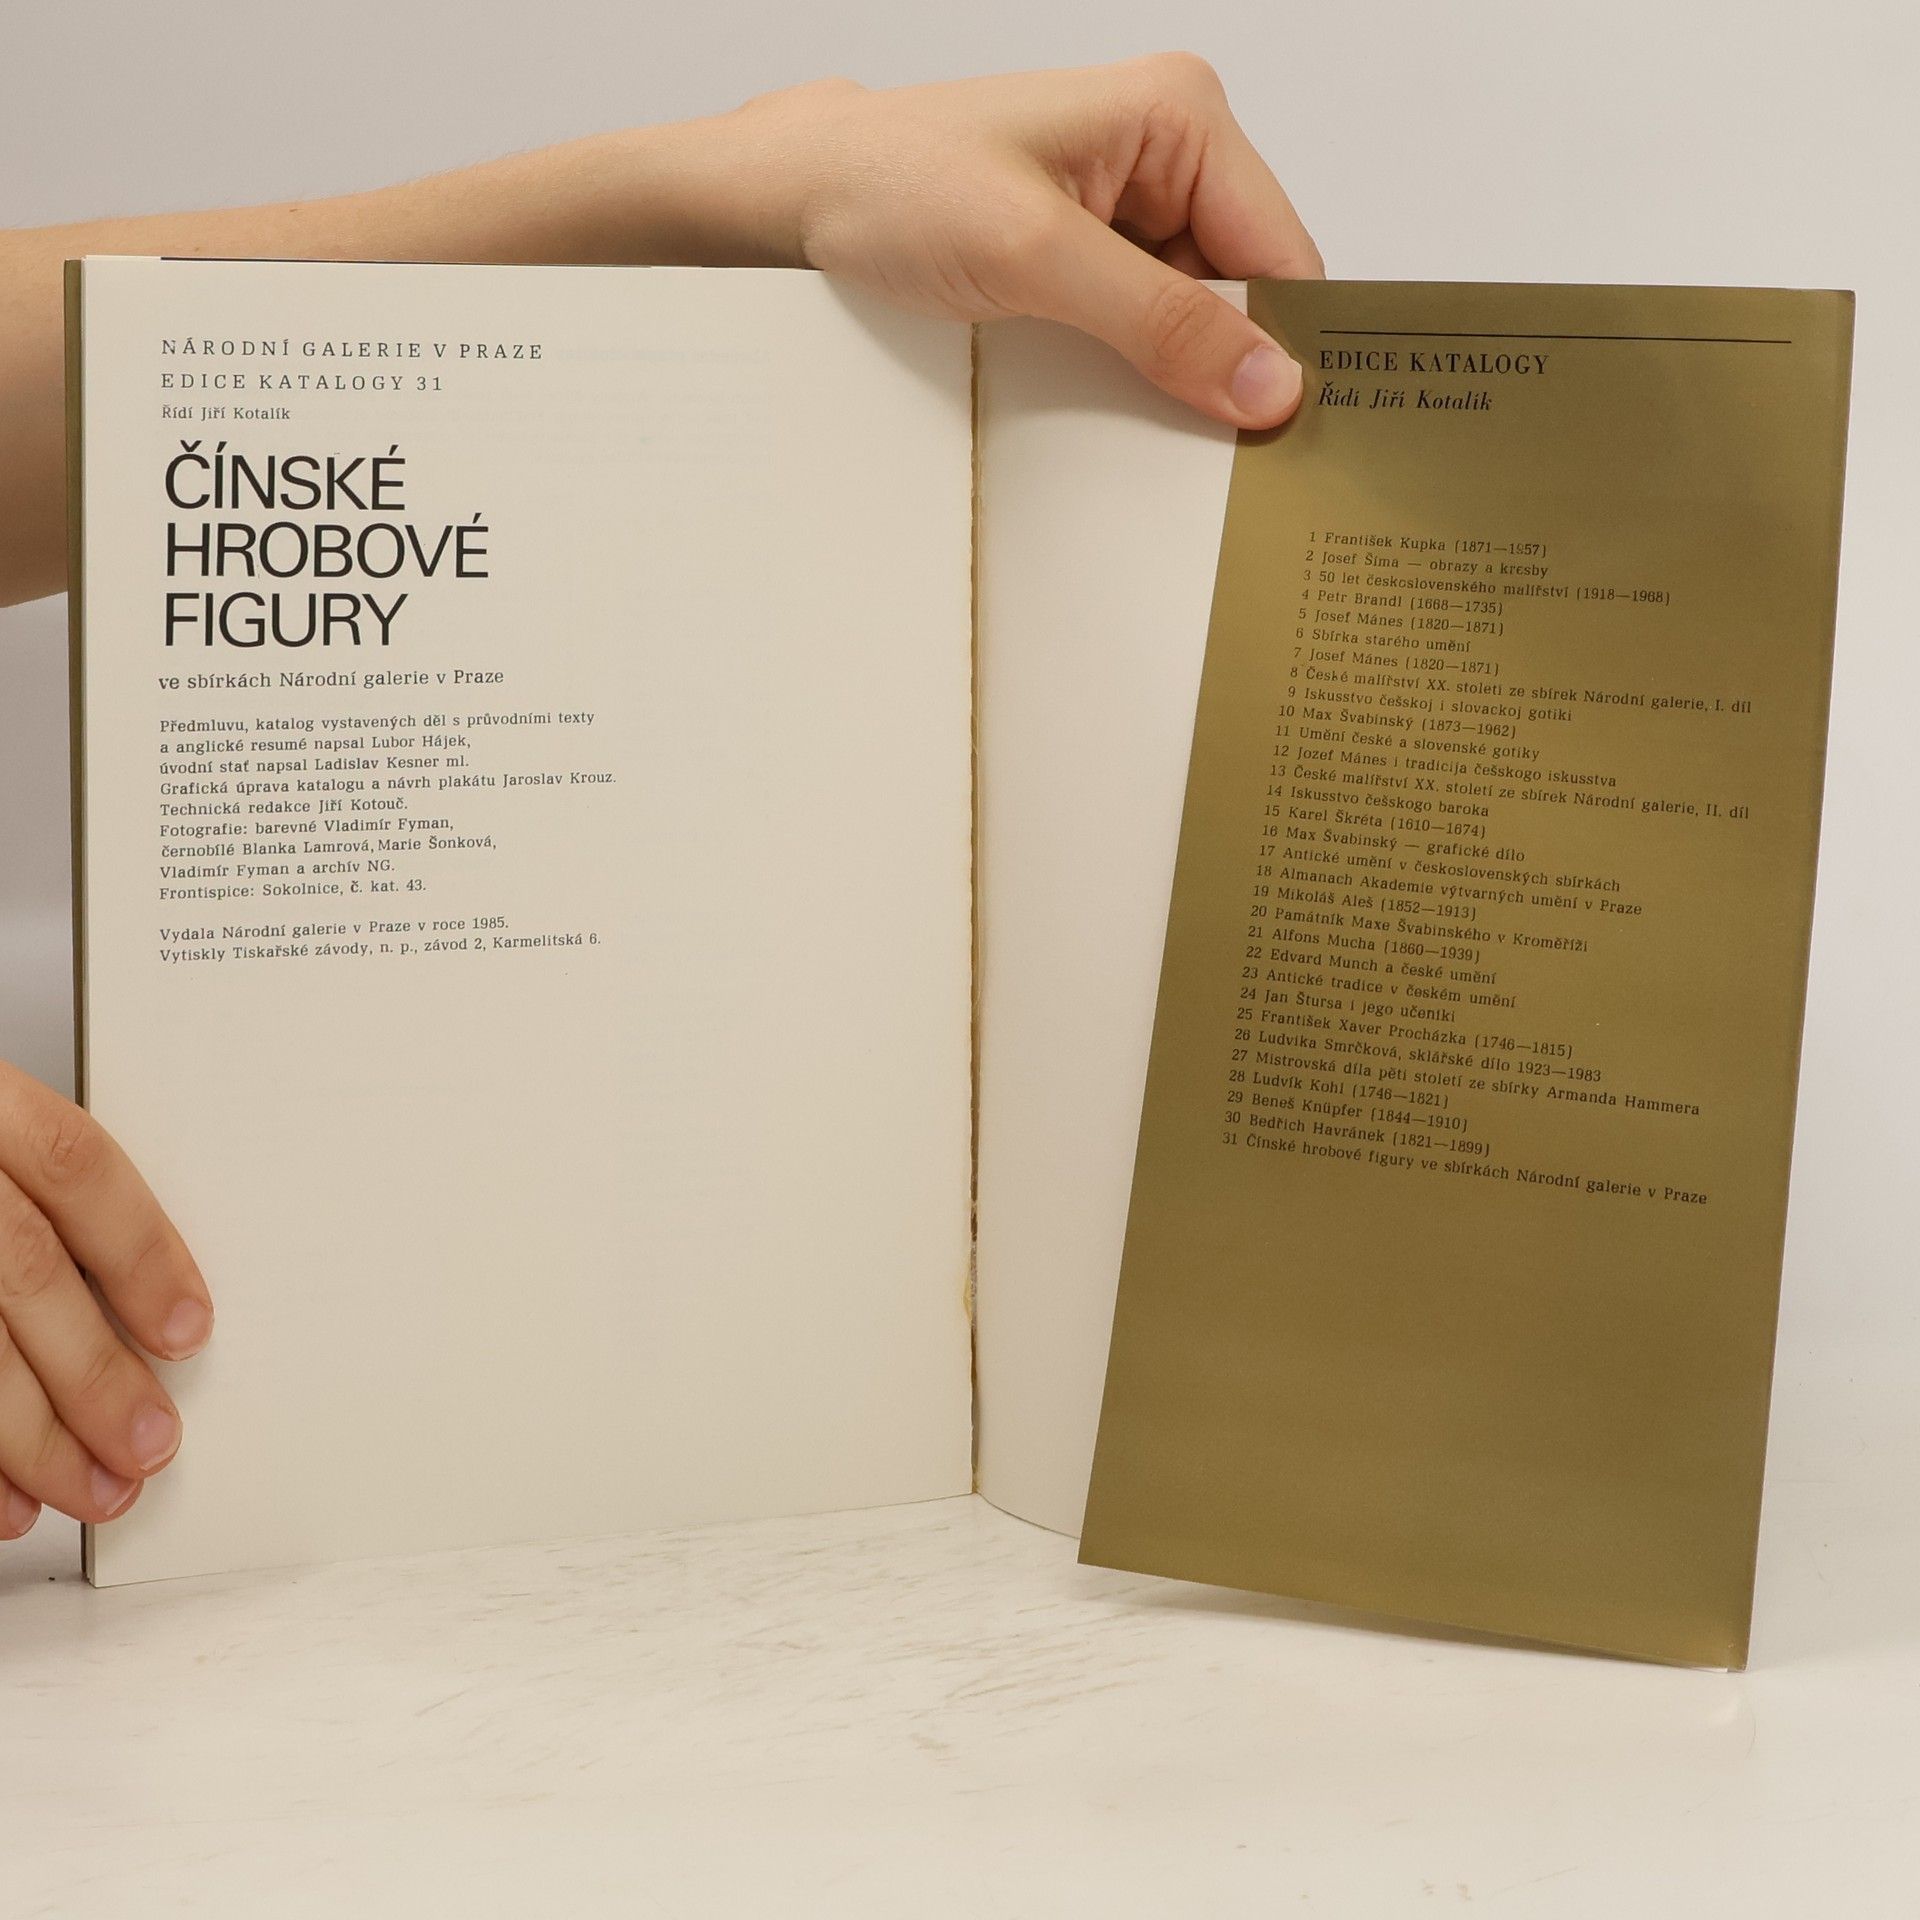 NÁRODNÍ GALERIE V PRAZE
EDICE KATALOGY 31
Řídí Jiří Kotalík
ČÍNSKÉ
HROBOVÉ
FIGURY
ve sbírkách Národní galerie v Praze
Předmluvu, katalog vystavených děl s průvodními texty
a anglické resumé napsal Lubor Hájek,
úvodní stať napsal Ladislav Kesner ml.
Grafická úprava katalogu a návrh plakátu Jaroslav Krouz.
Technická redakce Jiří Kotouč.
Fotografie: barevné Vladimír Fyman,
černobílé Blanka Lamrová, Marie Šonková,
Vladimír Fyman a archív NG.
Frontispice: Sokolnice, č. kat. 43.
Vydala Národní galerie v Praze v roce 1985.
Vytiskly Tiskařské závody, n. p., závod 2, Karmelitská 6.
EDICE KATALOGY
Řídí Jiří Kotalík
1 František Kupka (1871—1957)
2 Josef Šíma — obrazy a kresby
3 50 let československého malířství (1918—1968)
4 Petr Brandl (1668—1735)
5 Josef Mánes (1820—1871)
6 Sbírka starého umění
7 Josef Mánes (1820—1871)
8 České malířství XX. století ze sbírek Národní galerie, I. díl
9 Iskusstvo češskoj i slovackoj gotiki
10 Max Švabinský (1873—1962)
11 Umění české a slovenské gotiky
12 Jozef Mánes i tradicija češskogo iskusstva
13 České malířství XX. století ze sbírek Národní galerie, II. díl
14 Iskusstvo češskogo baroka
15 Karel Škréta (1610—1674)
16 Max Švabinský — grafické dílo
17 Antické umění v československých sbírkách
18 Almanach Akademie výtvarných umění v Praze
19 Mikoláš Aleš (1852—1913)
20 Památník Maxe Švabinského v Kroměříži
21 Alfons Mucha (1860—1939)
22 Edvard Munch a české umění
23 Antické tradice v českém umění
24 Jan Štursa i jego učeniki
25 František Xaver Procházka (1746—1815)
26 Ludvika Smrčková, sklářské dílo 1923—1983
27 Mistrovská díla pěti století ze sbírky Armanda Hammera
28 Ludvík Kohl (1746—1821)
29 Beneš Knüpfer (1844—1910)
30 Bedřich Havránek (1821—1899)
31 Čínské hrobové figury ve sbírkách Národní galerie v Praze